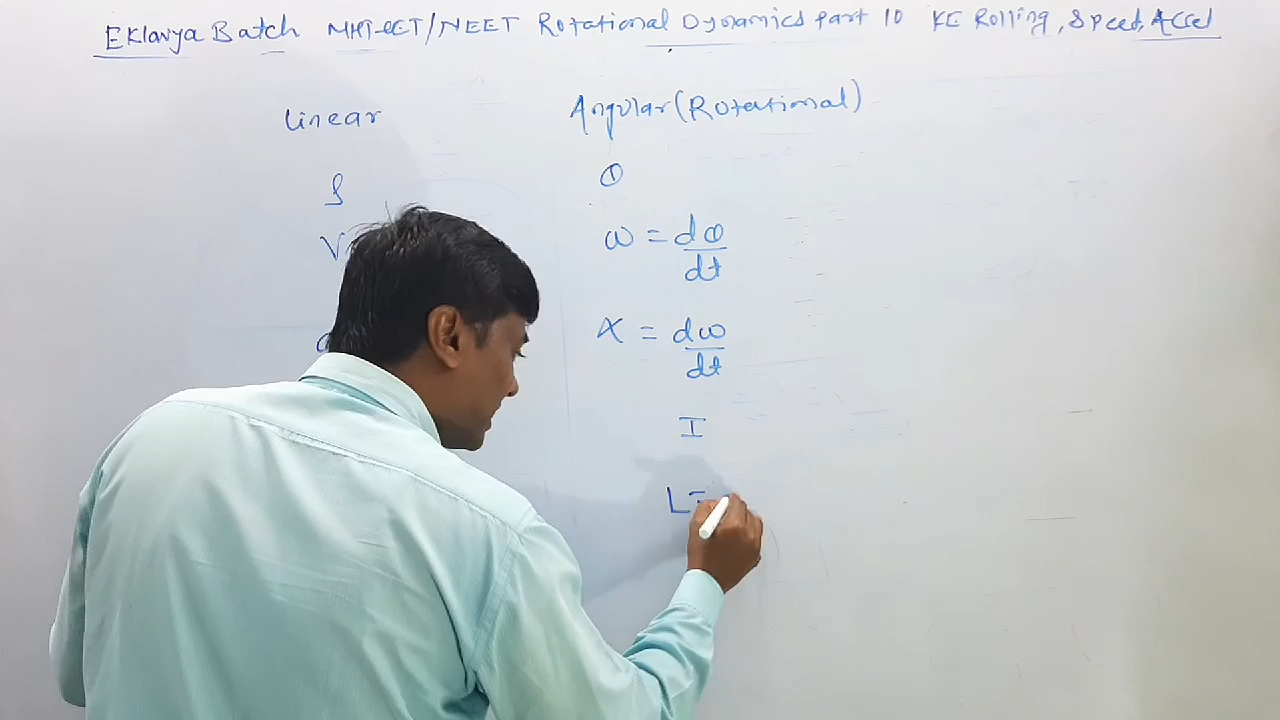 Eklavya Batch MHT-CET/NEET Rotational Dynamics Part 10 KE Rolling, Speed, Accel
Linear Angular (Rotational)
S θ
V ω = dθ/dt
α = dω/dt
I
L =